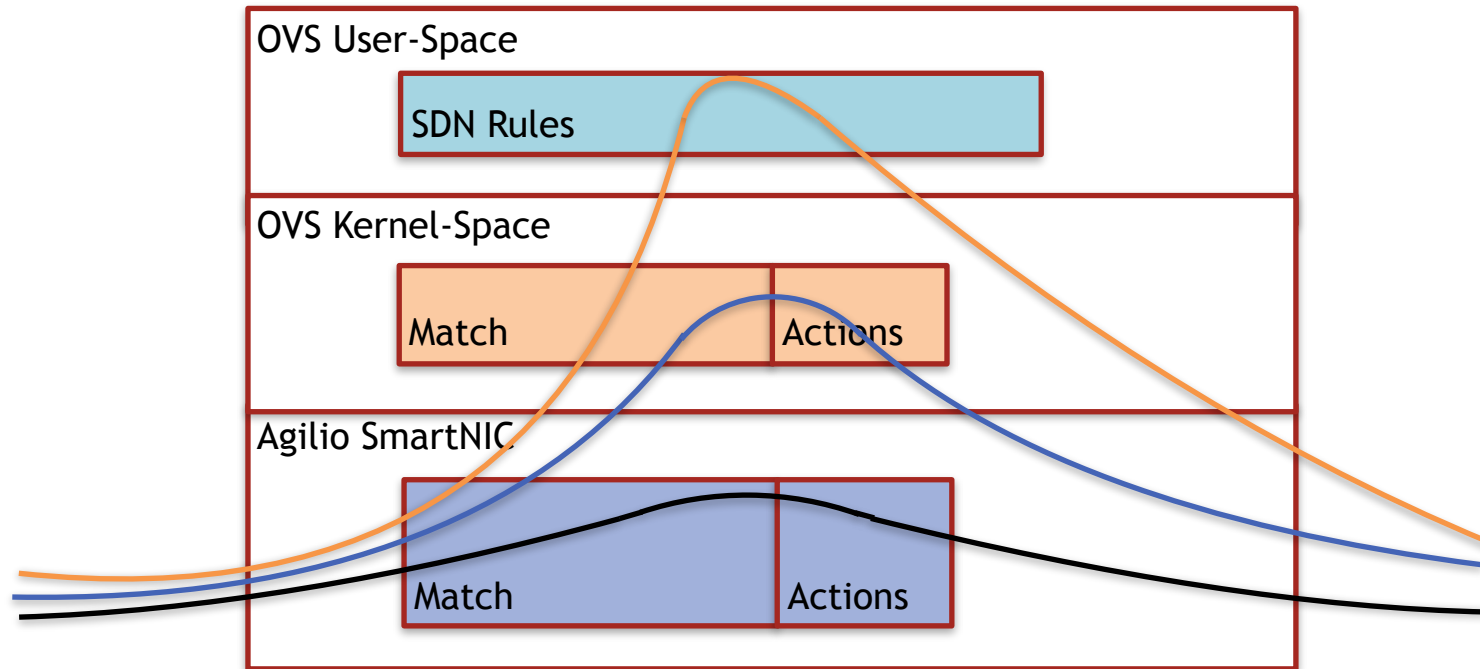 OVS User-Space
SDN Rules
OVS Kernel-Space
Match Actions
Agilio SmartNIC
Match Actions